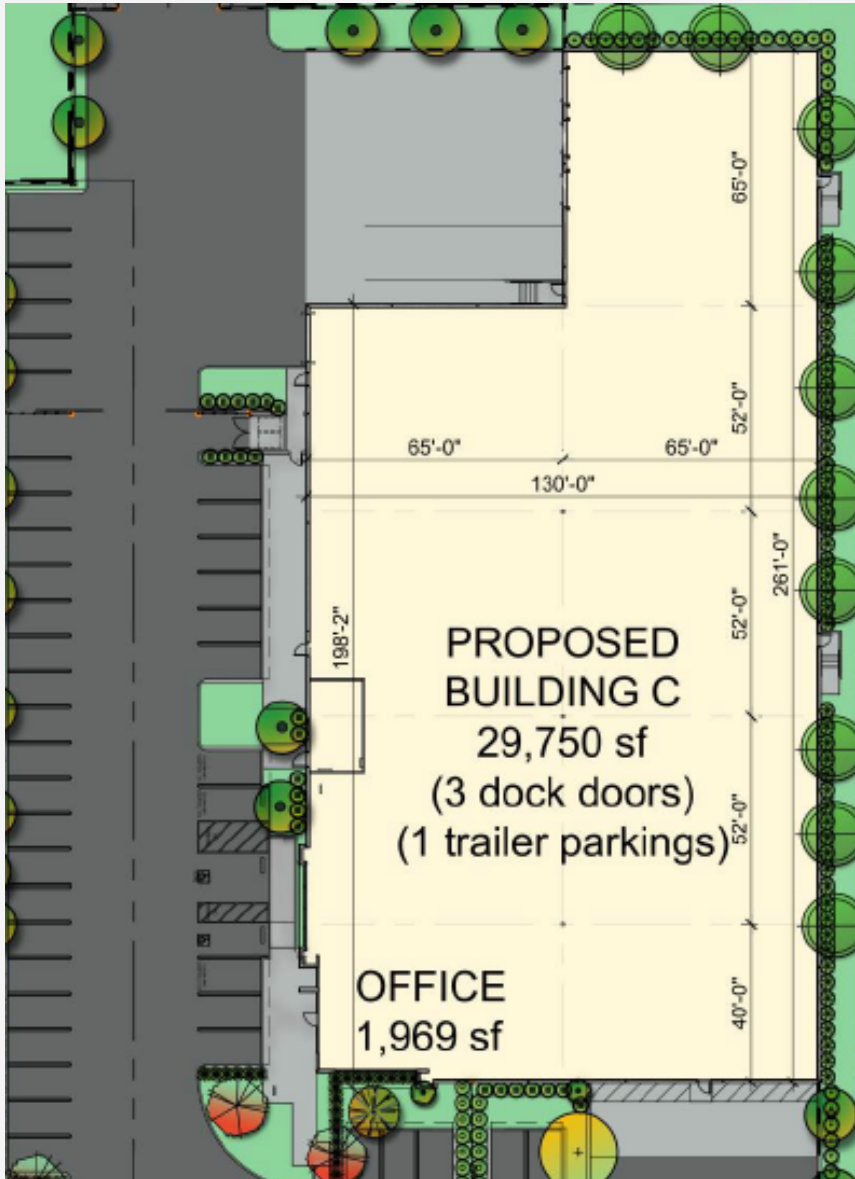 65'-0"
52'-0"
65'-0"
65'-0"
130'-0"
261'-0"
52'-0"
198'-2"
PROPOSED
BUILDING C
29,750 sf
(3 dock doors)
(1 trailer parkings)
52'-0"
OFFICE
1,969 sf
40'-0"